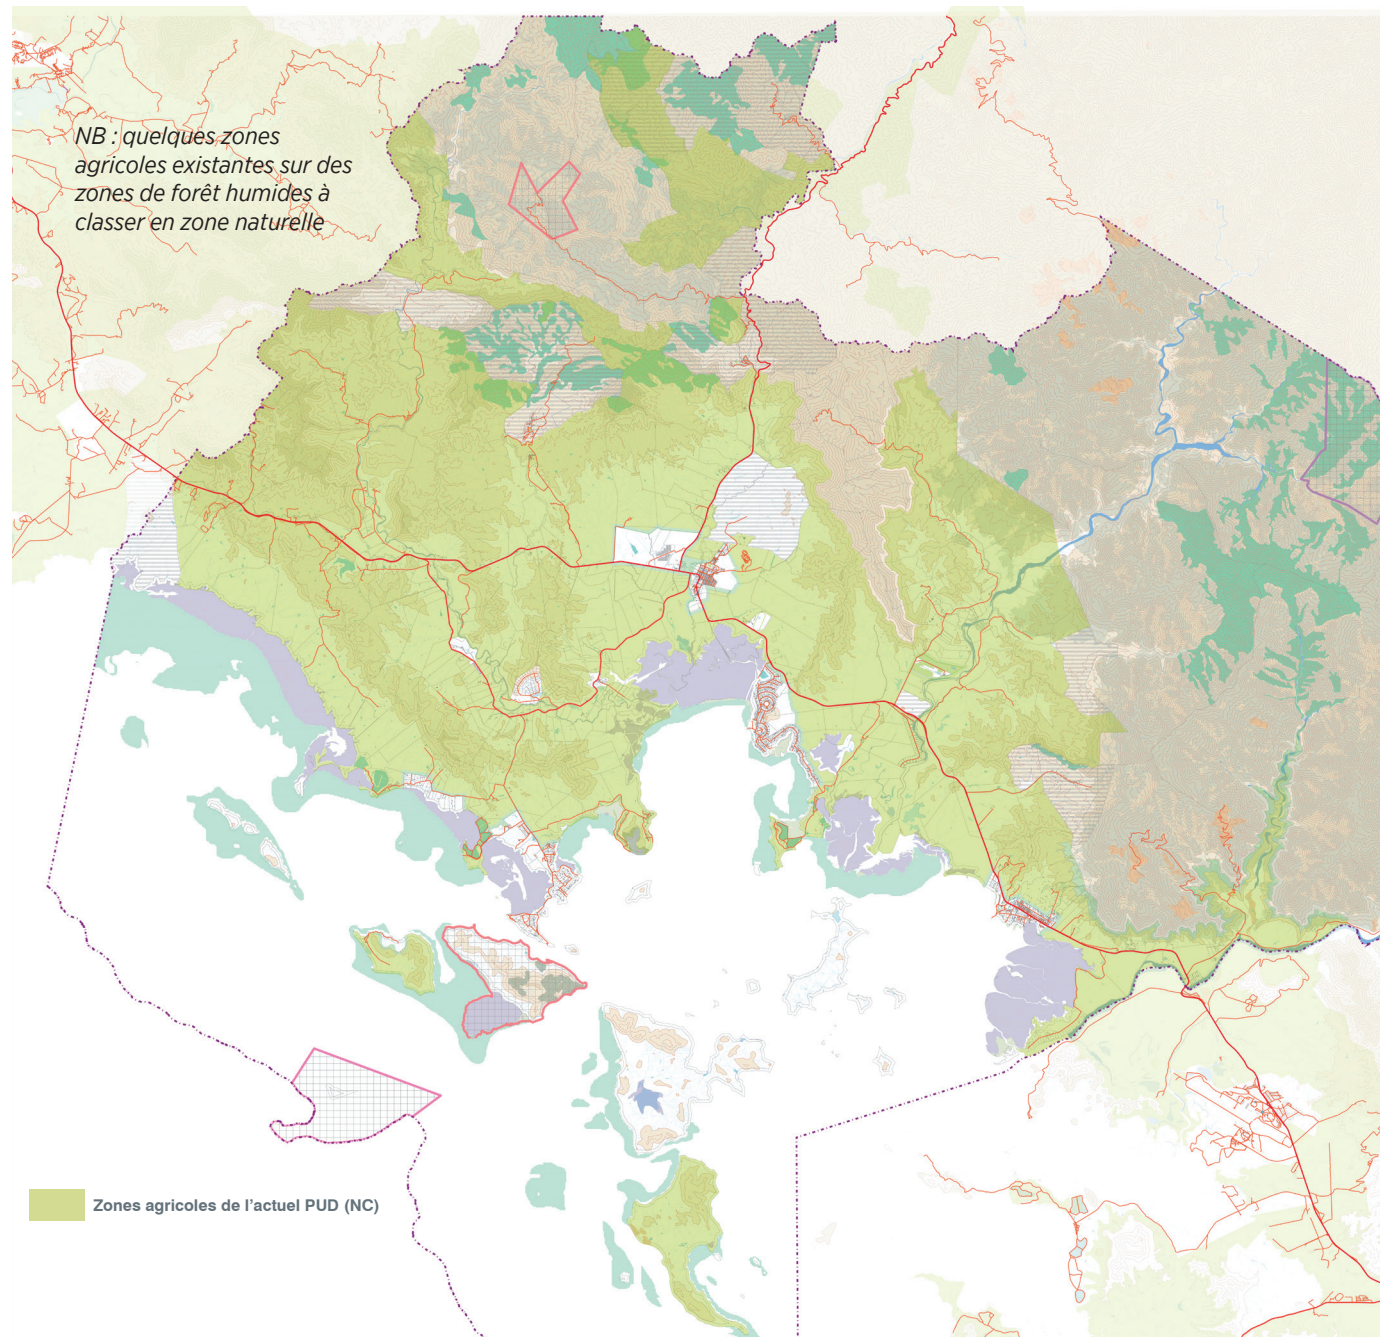 NB : quelques zones
agricoles existantes sur des
zones de forêt humides à
classer en zone naturelle
Zones agricoles de l'actuel PUD (NC)